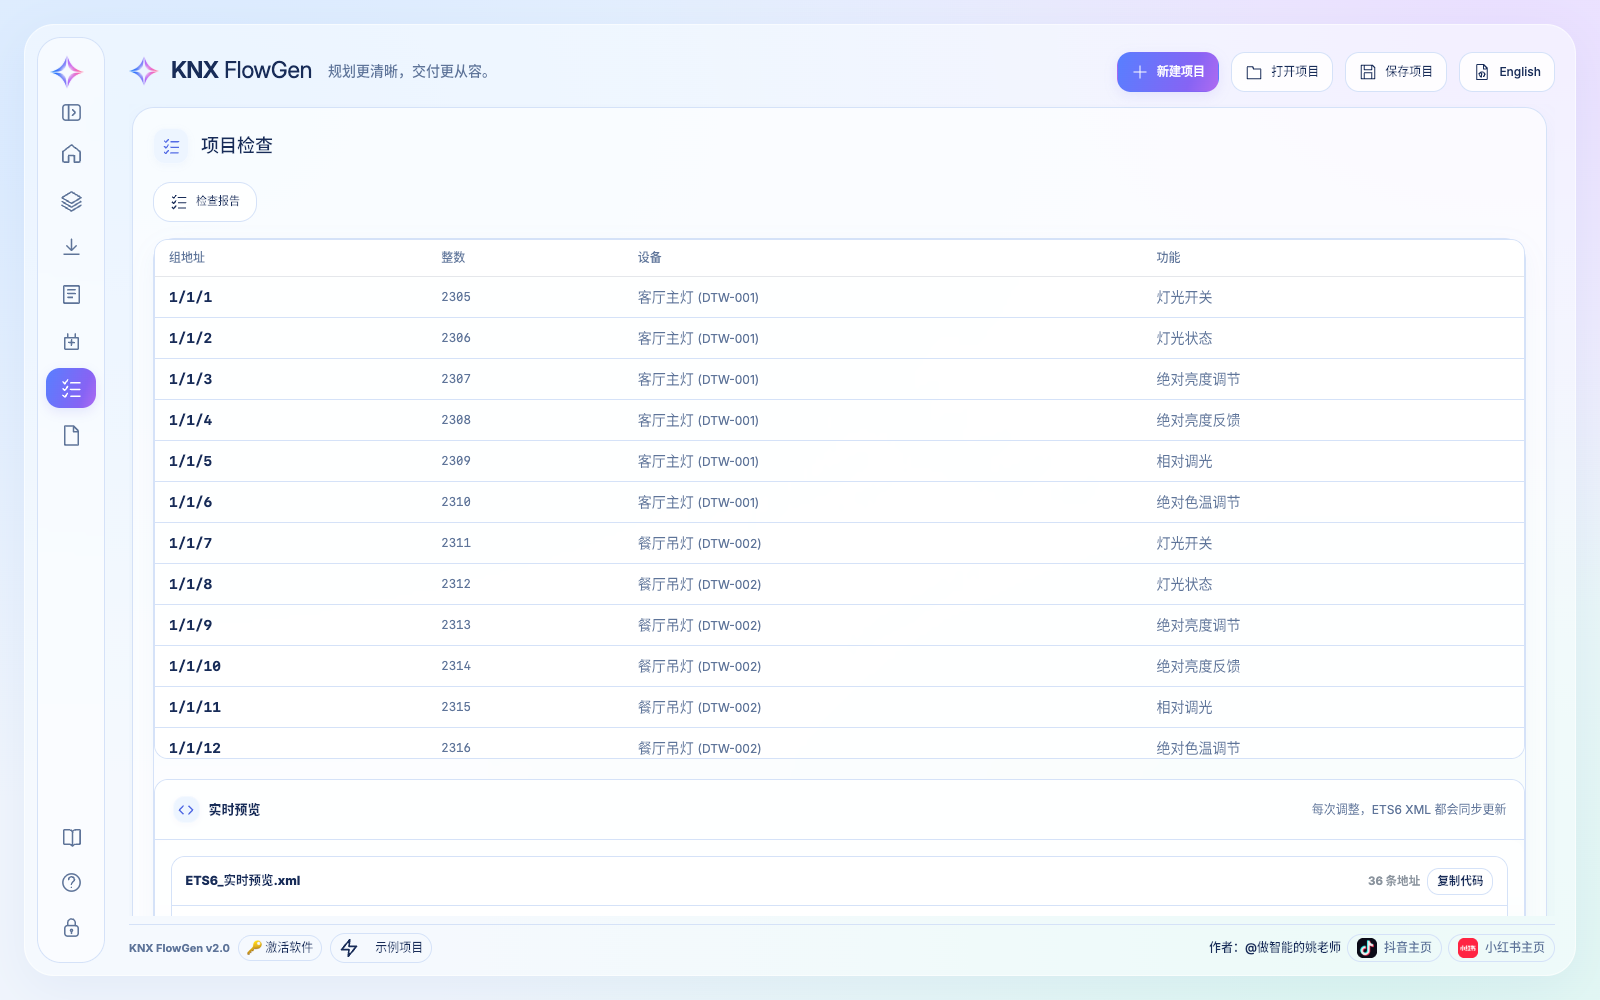 KNX FlowGen 规划更清晰，交付更从容。
新建项目 打开项目 保存项目 English
项目检查
检查报告
组地址 整数 设备 功能
1/1/1 2305 客厅主灯 (DTW-001) 灯光开关
1/1/2 2306 客厅主灯 (DTW-001) 灯光状态
1/1/3 2307 客厅主灯 (DTW-001) 绝对亮度调节
1/1/4 2308 客厅主灯 (DTW-001) 绝对亮度反馈
1/1/5 2309 客厅主灯 (DTW-001) 相对调光
1/1/6 2310 客厅主灯 (DTW-001) 绝对色温调节
1/1/7 2311 餐厅吊灯 (DTW-002) 灯光开关
1/1/8 2312 餐厅吊灯 (DTW-002) 灯光状态
1/1/9 2313 餐厅吊灯 (DTW-002) 绝对亮度调节
1/1/10 2314 餐厅吊灯 (DTW-002) 绝对亮度反馈
1/1/11 2315 餐厅吊灯 (DTW-002) 相对调光
1/1/12 2316 餐厅吊灯 (DTW-002) 绝对色温调节
实时预览 每次调整，ETS6 XML 都会同步更新
ETS6_实时预览.xml 36 条地址 复制代码
KNX FlowGen v2.0 激活软件 示例项目 作者：@做智能的姚老师 抖音主页 小红书 小红书主页